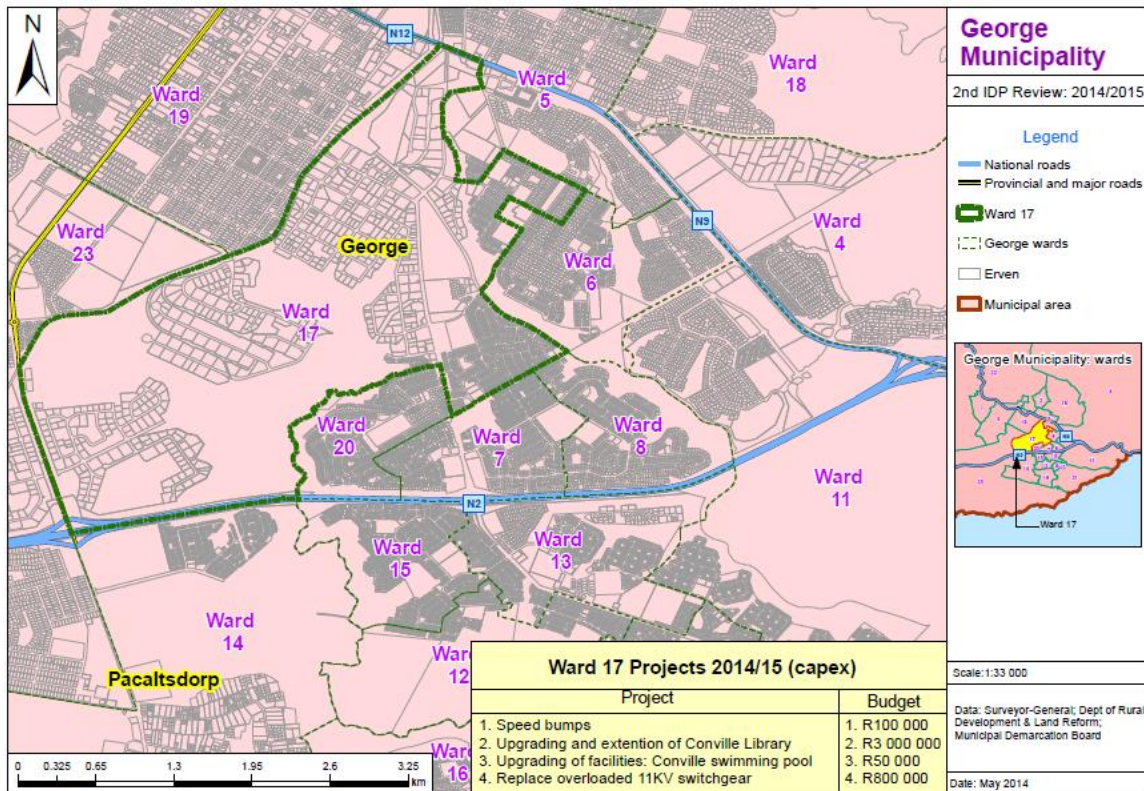 N
N12
Ward
19
Ward
5
Ward
18
Ward
23
George
N9
Ward
4
Ward
6
Ward
17
Ward
20
Ward
7
Ward
8
N2
Ward
11
Ward
15
Ward
13
Ward
14
Pacaltsdorp
Ward
12
Ward
16
0 0.325 0.65 1.3 1.95 2.6 3.25
km
Ward 17 Projects 2014/15 (capex)
Project Budget
1. Speed bumps 1. R100 000
2. Upgrading and extention of Conville Library 2. R3 000 000
3. Upgrading of facilities: Conville swimming pool 3. R50 000
4. Replace overloaded 11KV switchgear 4. R800 000
George
Municipality
2nd IDP Review: 2014/2015
Legend
National roads
Provincial and major roads
Ward 17
George wards
Erven
Municipal area
George Municipality: wards
17
Ward 17
Scale:1:33 000
Data: Surveyor-General; Dept of Rural
Development & Land Reform;
Municipal Demarcation Board
Date: May 2014